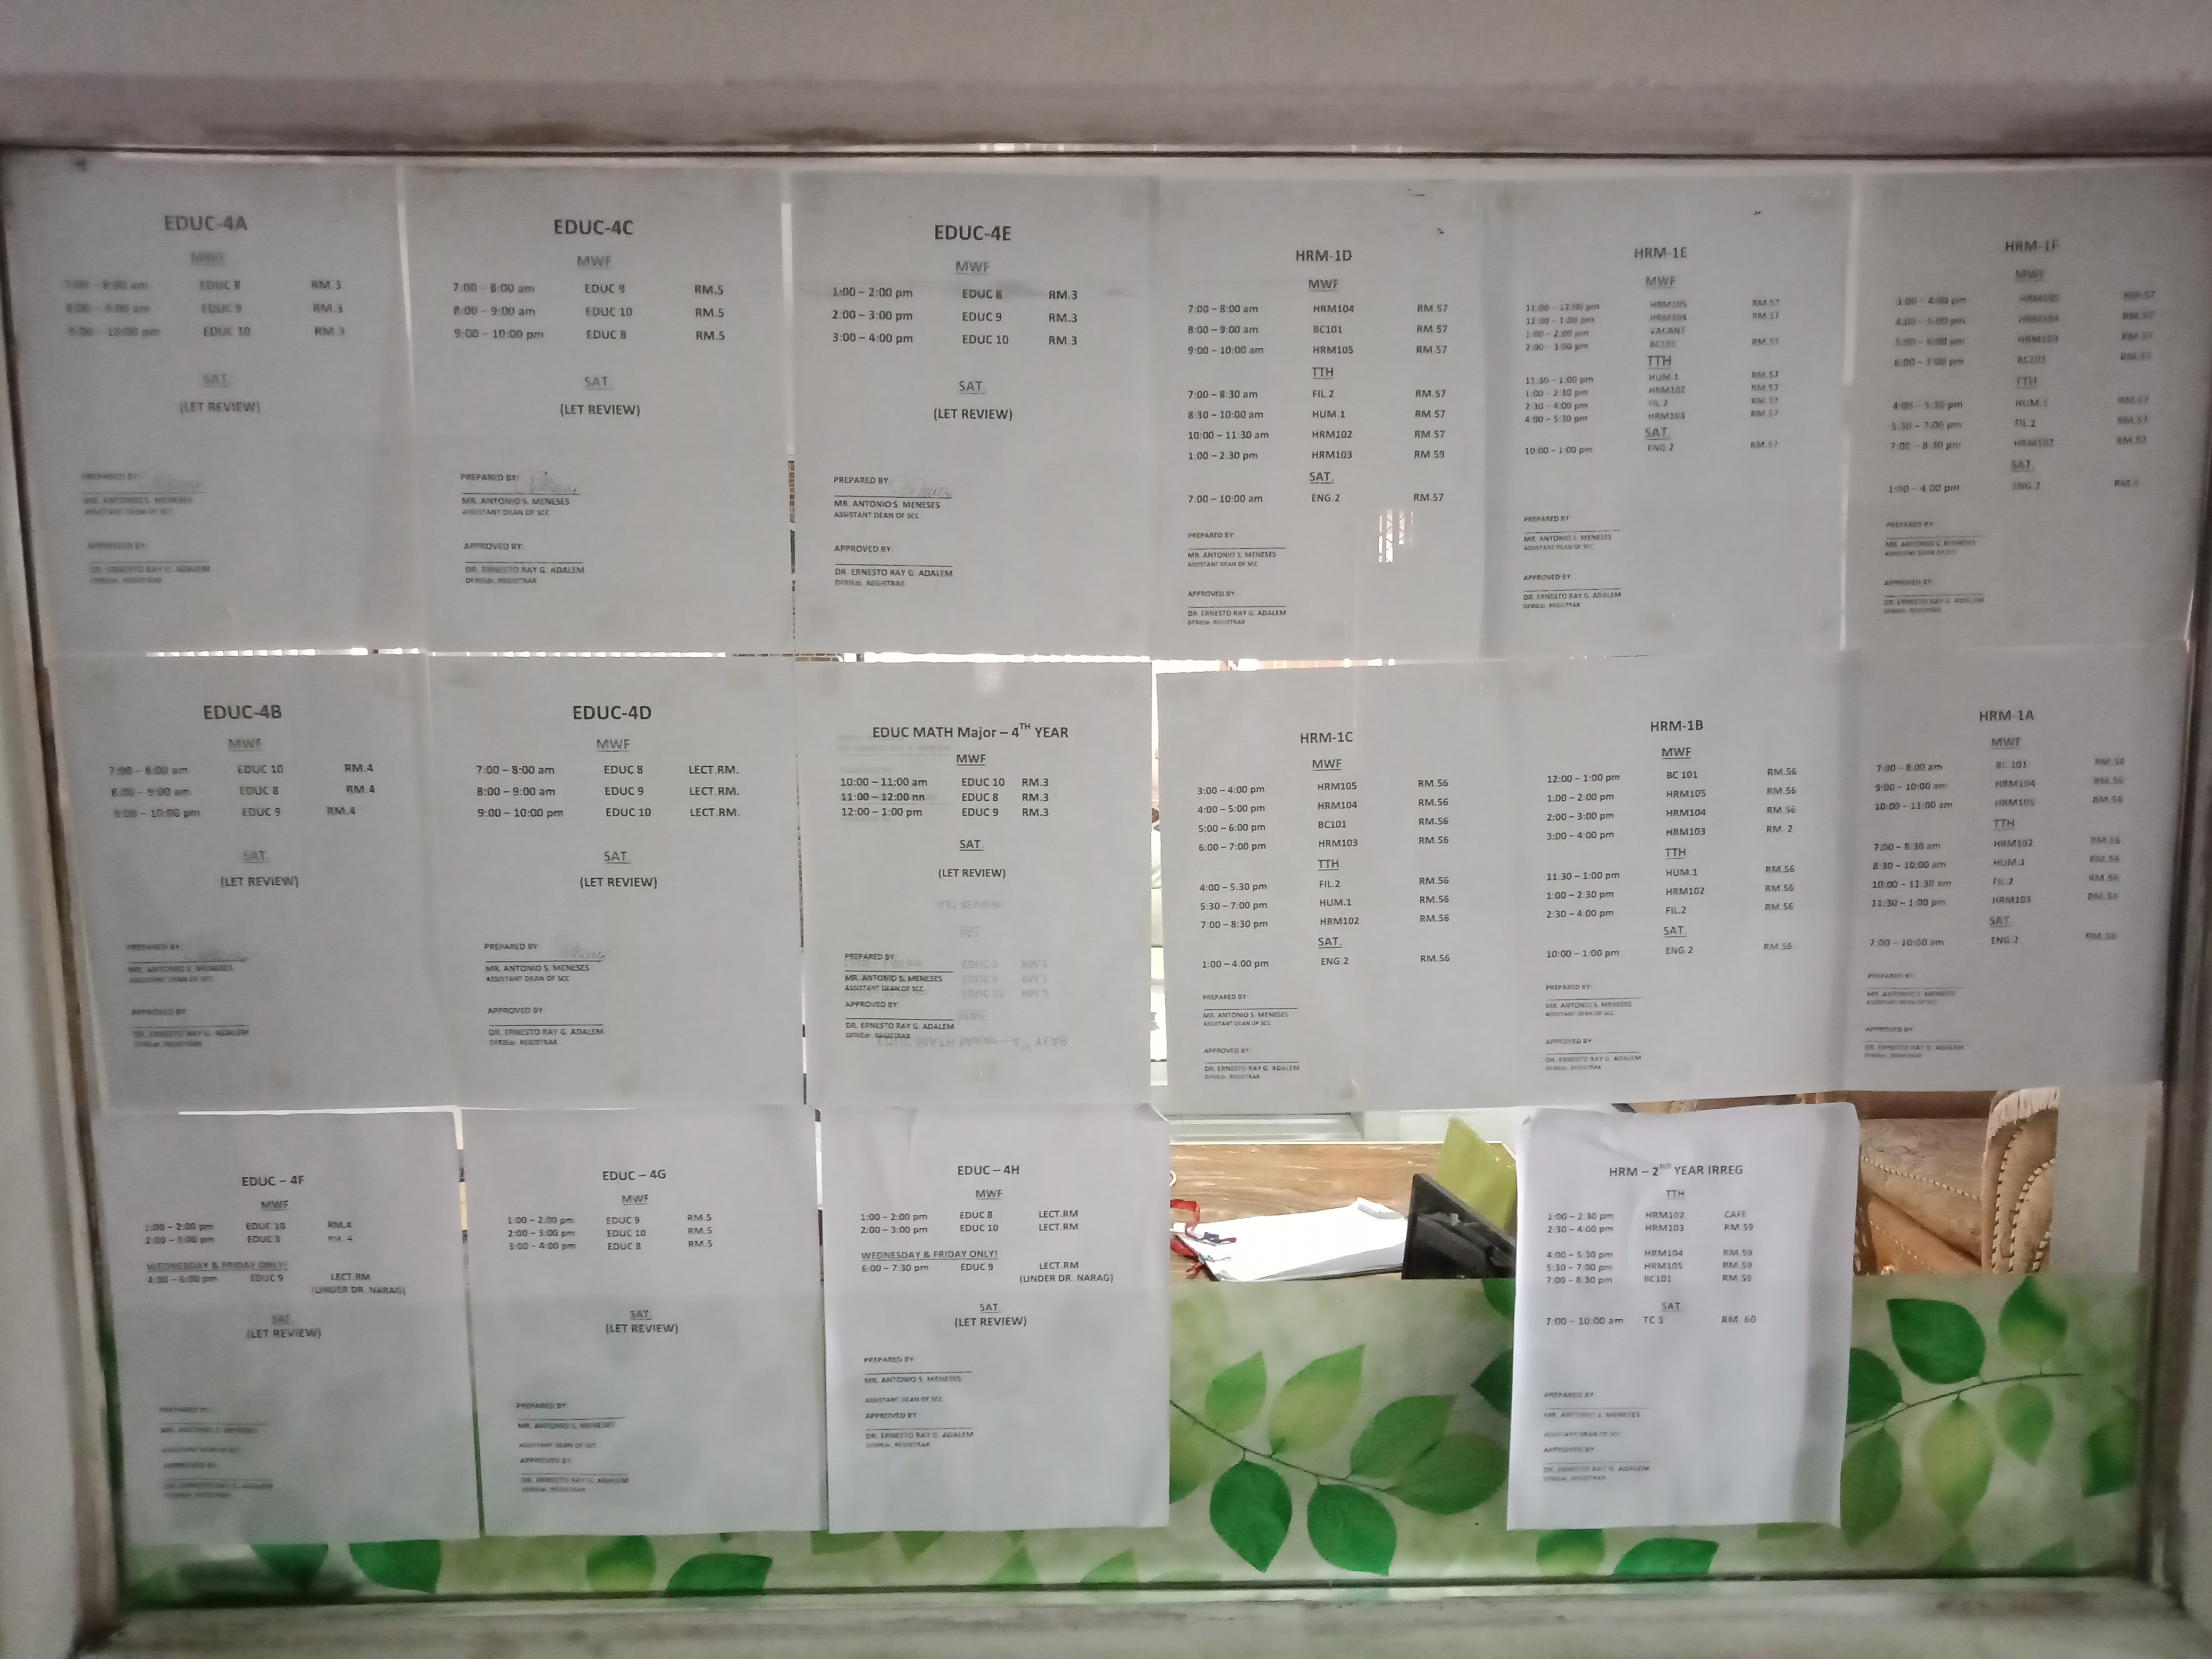 EDUC-4A
MWF
7:00 – 8:00 am EDUC 8 RM.3
8:00 – 9:00 am EDUC 9 RM.3
9:00 – 10:00 pm EDUC 10 RM.3
SAT.
(LET REVIEW)
PREPARED BY:
MR. ANTONIO S. MENESES
ASSISTANT DEAN OF SCC
APPROVED BY:
DR. ERNESTO RAY G. ADALEM
REGISTRAR
EDUC-4C
MWF
7:00 – 8:00 am EDUC 9 RM.5
8:00 – 9:00 am EDUC 10 RM.5
9:00 – 10:00 pm EDUC 8 RM.5
SAT.
(LET REVIEW)
PREPARED BY:
MR. ANTONIO S. MENESES
ASSISTANT DEAN OF SCC
APPROVED BY:
DR. ERNESTO RAY G. ADALEM
REGISTRAR
EDUC-4E
MWF
1:00 – 2:00 pm EDUC 8 RM.3
2:00 – 3:00 pm EDUC 9 RM.3
3:00 – 4:00 pm EDUC 10 RM.3
SAT.
(LET REVIEW)
PREPARED BY:
MR. ANTONIO S. MENESES
ASSISTANT DEAN OF SCC
APPROVED BY:
DR. ERNESTO RAY G. ADALEM
REGISTRAR
HRM-1D
MWF
7:00 – 8:00 am HRM104 RM.57
8:00 – 9:00 am BC101 RM.57
9:00 – 10:00 am HRM105 RM.57
TTH
7:00 – 8:30 am FIL.2 RM.57
8:30 – 10:00 am HUM.1 RM.57
10:00 – 11:30 am HRM102 RM.57
1:00 – 2:30 pm HRM103 RM.59
SAT.
7:00 – 10:00 am ENG.2 RM.57
PREPARED BY:
MR. ANTONIO S. MENESES
ASSISTANT DEAN OF SCC
APPROVED BY:
DR. ERNESTO RAY G. ADALEM
REGISTRAR
HRM-1E
MWF
11:00 – 12:00 pm HRM105 RM.57
12:00 – 1:00 pm HRM104 RM.57
1:00 – 2:00 pm VACANT
2:00 – 3:00 pm BC101 RM.57
TTH
11:30 – 1:00 pm HUM.1 RM.57
1:00 – 2:30 pm HRM102 RM.57
2:30 – 4:00 pm FIL.2 RM.57
4:00 – 5:30 pm HRM103 RM.57
SAT.
10:00 – 1:00 pm ENG.2 RM.57
PREPARED BY:
MR. ANTONIO S. MENESES
ASSISTANT DEAN OF SCC
APPROVED BY:
DR. ERNESTO RAY G. ADALEM
REGISTRAR
HRM-1F
MWF
3:00 – 4:00 pm HRM105 RM.57
4:00 – 5:00 pm HRM104 RM.57
5:00 – 6:00 pm HRM103 RM.57
6:00 – 7:00 pm BC101 RM.57
TTH
4:00 – 5:30 pm HUM.1 RM.57
5:30 – 7:00 pm FIL.2 RM.57
7:00 – 8:30 pm HRM102 RM.57
SAT.
1:00 – 4:00 pm ENG.2
PREPARED BY:
MR. ANTONIO S. MENESES
ASSISTANT DEAN OF SCC
APPROVED BY:
DR. ERNESTO RAY G. ADALEM
REGISTRAR
EDUC-4B
MWF
7:00 – 8:00 am EDUC 10 RM.4
8:00 – 9:00 am EDUC 8 RM.4
9:00 – 10:00 pm EDUC 9 RM.4
SAT.
(LET REVIEW)
PREPARED BY:
MR. ANTONIO S. MENESES
ASSISTANT DEAN OF SCC
APPROVED BY:
DR. ERNESTO RAY G. ADALEM
REGISTRAR
EDUC-4D
MWF
7:00 – 8:00 am EDUC 8 LECT.RM.
8:00 – 9:00 am EDUC 9 LECT.RM.
9:00 – 10:00 pm EDUC 10 LECT.RM.
SAT.
(LET REVIEW)
PREPARED BY:
MR. ANTONIO S. MENESES
ASSISTANT DEAN OF SCC
APPROVED BY:
DR. ERNESTO RAY G. ADALEM
REGISTRAR
EDUC MATH Major – 4TH YEAR
MWF
10:00 – 11:00 am EDUC 10 RM.3
11:00 – 12:00 nn EDUC 8 RM.3
12:00 – 1:00 pm EDUC 9 RM.3
SAT.
(LET REVIEW)
PREPARED BY:
MR. ANTONIO S. MENESES
ASSISTANT DEAN OF SCC
APPROVED BY:
DR. ERNESTO RAY G. ADALEM
REGISTRAR
HRM-1C
MWF
3:00 – 4:00 pm HRM105 RM.56
4:00 – 5:00 pm HRM104 RM.56
5:00 – 6:00 pm BC101 RM.56
6:00 – 7:00 pm HRM103 RM.56
TTH
4:00 – 5:30 pm FIL.2 RM.56
5:30 – 7:00 pm HUM.1 RM.56
7:00 – 8:30 pm HRM102 RM.56
SAT.
1:00 – 4:00 pm ENG.2 RM.56
PREPARED BY:
MR. ANTONIO S. MENESES
ASSISTANT DEAN OF SCC
APPROVED BY:
DR. ERNESTO RAY G. ADALEM
REGISTRAR
HRM-1B
MWF
12:00 – 1:00 pm BC 101 RM.56
1:00 – 2:00 pm HRM105 RM.56
2:00 – 3:00 pm HRM104 RM.56
3:00 – 4:00 pm HRM103 RM. 2
TTH
11:30 – 1:00 pm HUM.1 RM.56
1:00 – 2:30 pm HRM102 RM.56
2:30 – 4:00 pm FIL.2 RM.56
SAT.
10:00 – 1:00 pm ENG.2 RM.56
PREPARED BY:
MR. ANTONIO S. MENESES
ASSISTANT DEAN OF SCC
APPROVED BY:
DR. ERNESTO RAY G. ADALEM
REGISTRAR
HRM-1A
MWF
7:00 – 8:00 am BC 101 RM.56
9:00 – 10:00 am HRM104 RM.56
10:00 – 11:00 am HRM105 RM.56
TTH
7:00 – 8:30 am HRM102 RM.56
8:30 – 10:00 am HUM.1 RM.56
10:00 – 11:30 am FIL.2 RM.56
11:30 – 1:00 pm HRM103 RM.56
SAT.
7:00 – 10:00 am ENG.2 RM.56
PREPARED BY:
MR. ANTONIO S. MENESES
ASSISTANT DEAN OF SCC
APPROVED BY:
DR. ERNESTO RAY G. ADALEM
REGISTRAR
EDUC – 4F
MWF
1:00 – 2:00 pm EDUC 10 RM.4
2:00 – 3:00 pm EDUC 8 RM.4
WEDNESDAY & FRIDAY ONLY!
4:30 – 6:00 pm EDUC 9 LECT.RM
(UNDER DR. NARAG)
SAT.
(LET REVIEW)
PREPARED BY:
MR. ANTONIO S. MENESES
ASSISTANT DEAN OF SCC
APPROVED BY:
DR. ERNESTO RAY G. ADALEM
REGISTRAR
EDUC – 4G
MWF
1:00 – 2:00 pm EDUC 9 RM.5
2:00 – 3:00 pm EDUC 10 RM.5
3:00 – 4:00 pm EDUC 8 RM.5
SAT.
(LET REVIEW)
PREPARED BY:
MR. ANTONIO S. MENESES
ASSISTANT DEAN OF SCC
APPROVED BY:
DR. ERNESTO RAY G. ADALEM
REGISTRAR
EDUC – 4H
MWF
1:00 – 2:00 pm EDUC 8 LECT.RM
2:00 – 3:00 pm EDUC 10 LECT.RM
WEDNESDAY & FRIDAY ONLY!
6:00 – 7:30 pm EDUC 9 LECT.RM
(UNDER DR. NARAG)
SAT.
(LET REVIEW)
PREPARED BY:
MR. ANTONIO S. MENESES
ASSISTANT DEAN OF SCC
APPROVED BY:
DR. ERNESTO RAY G. ADALEM
REGISTRAR
HRM – 2ND YEAR IRREG
TTH
1:00 – 2:30 pm HRM102 CAFE
2:30 – 4:00 pm HRM103 RM.59
4:00 – 5:30 pm HRM104 RM.59
5:30 – 7:00 pm HRM105 RM.59
7:00 – 8:30 pm BC101 RM.59
SAT
7:00 – 10:00 am TC 3 RM. 60
PREPARED BY:
MR. ANTONIO S. MENESES
ASSISTANT DEAN OF SCC
APPROVED BY:
DR. ERNESTO RAY G. ADALEM
REGISTRAR